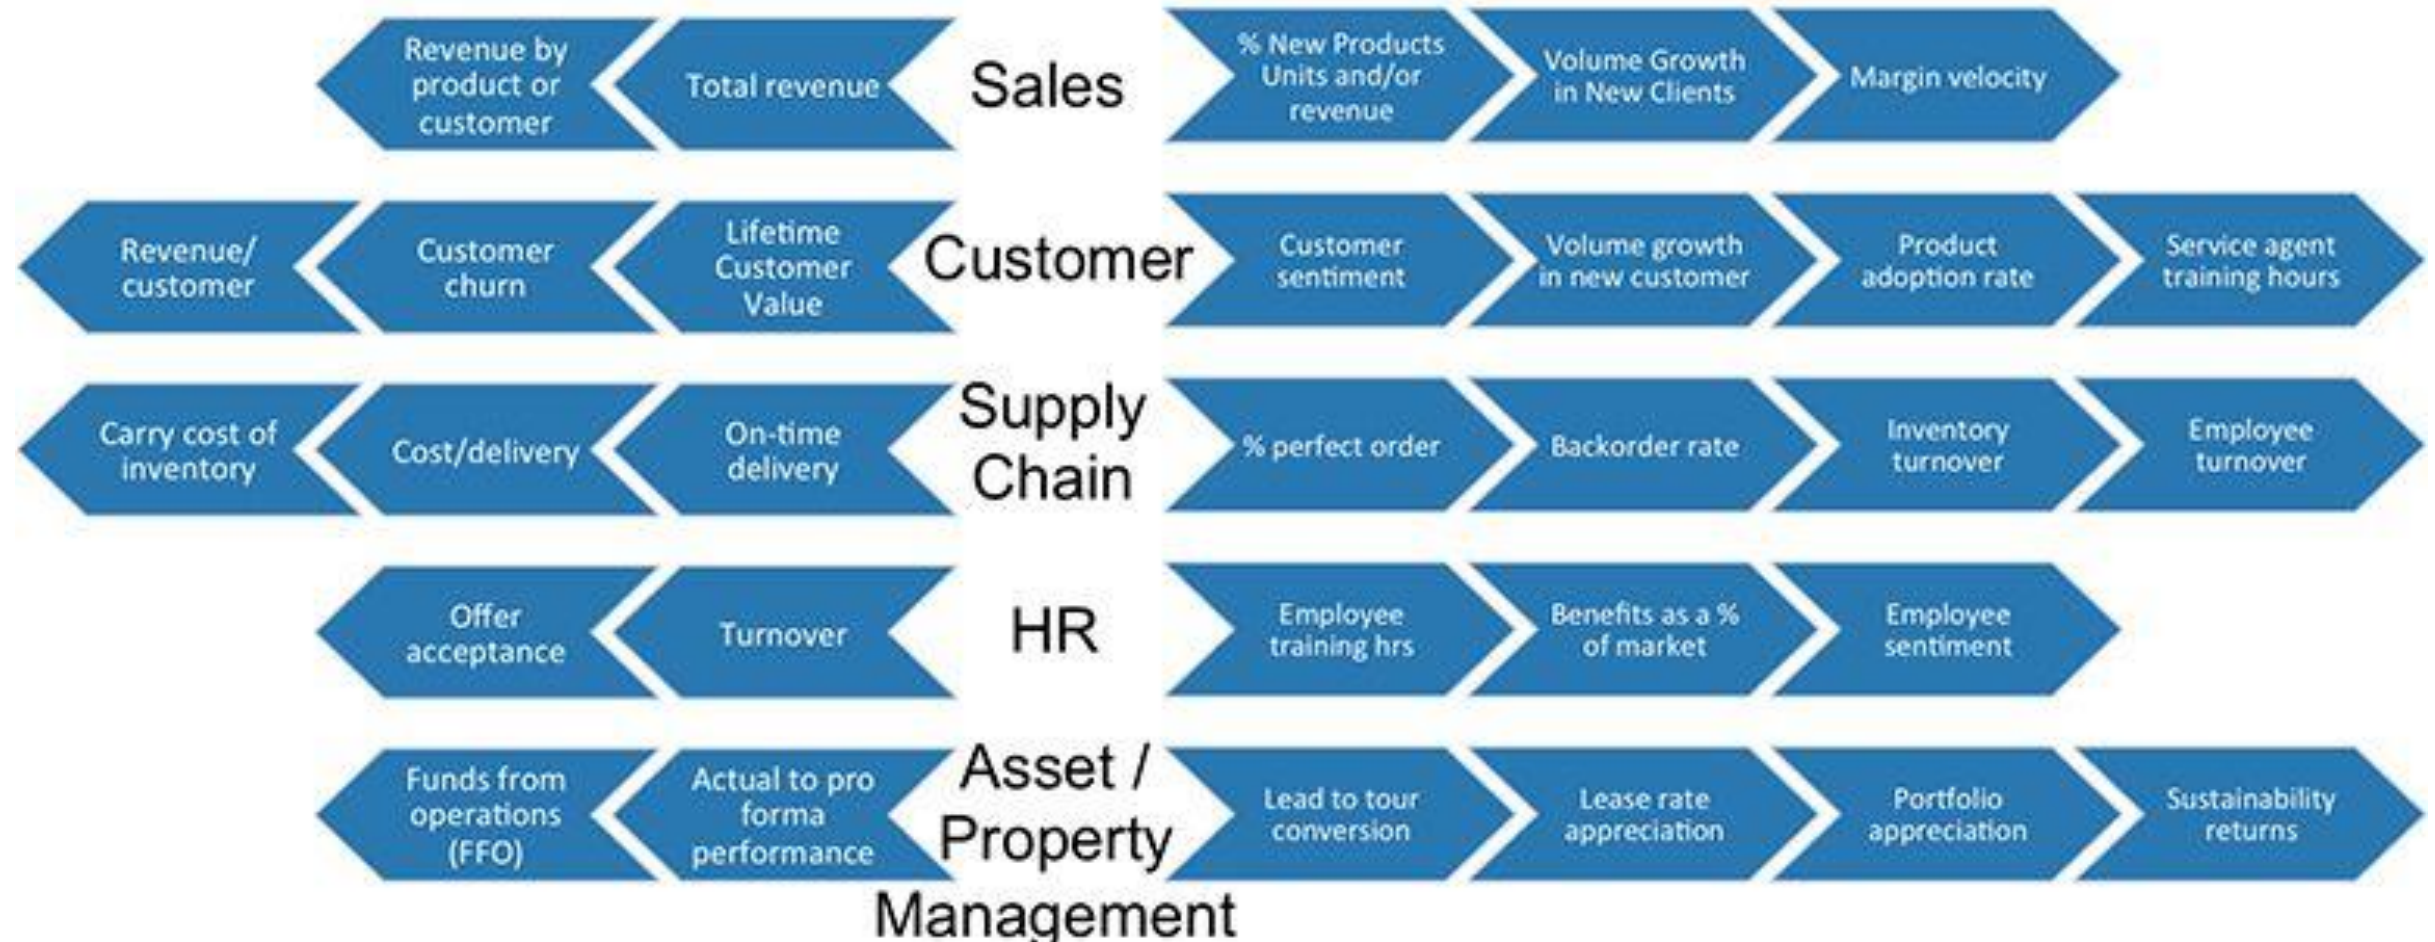 Revenue by
product or
customer
Total revenue
Sales
% New Products
Units and/or
revenue
Volume Growth
in New Clients
Margin velocity
Revenue/
customer
Customer
churn
Lifetime
Customer
Value
Customer
Customer
sentiment
Volume growth
in new customer
Product
adoption rate
Service agent
training hours
Carry cost of
inventory
Cost/delivery
On-time
delivery
Supply
Chain
% perfect order
Backorder rate
Inventory
turnover
Employee
turnover
Offer
acceptance
Turnover
HR
Employee
training hrs
Benefits as a %
of market
Employee
sentiment
Funds from
operations
(FFO)
Actual to pro
forma
performance
Asset /
Property
Management
Lead to tour
conversion
Lease rate
appreciation
Portfolio
appreciation
Sustainability
returns